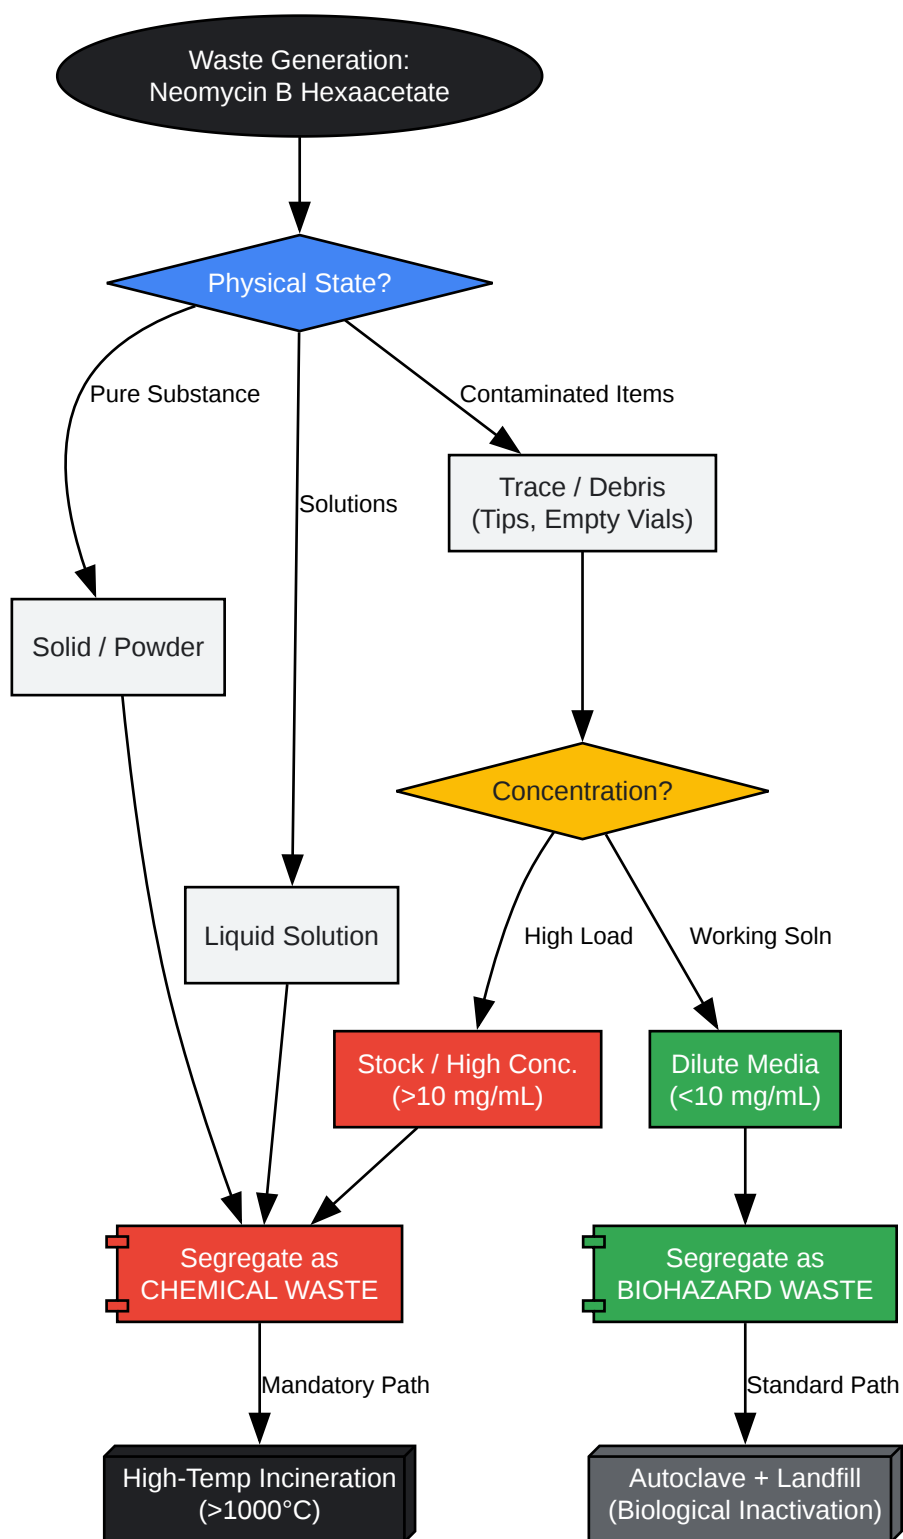 Waste Generation:
Neomycin B Hexaacetate
Physical State?
Pure Substance
Contaminated Items
Solutions
Trace / Debris
(Tips, Empty Vials)
Solid / Powder
Concentration?
Liquid Solution
High Load
Working Soln
Stock / High Conc.
(>10 mg/mL)
Dilute Media
(<10 mg/mL)
Segregate as
CHEMICAL WASTE
Segregate as
BIOHAZARD WASTE
Mandatory Path
Standard Path
High-Temp Incineration
(>1000°C)
Autoclave + Landfill
(Biological Inactivation)